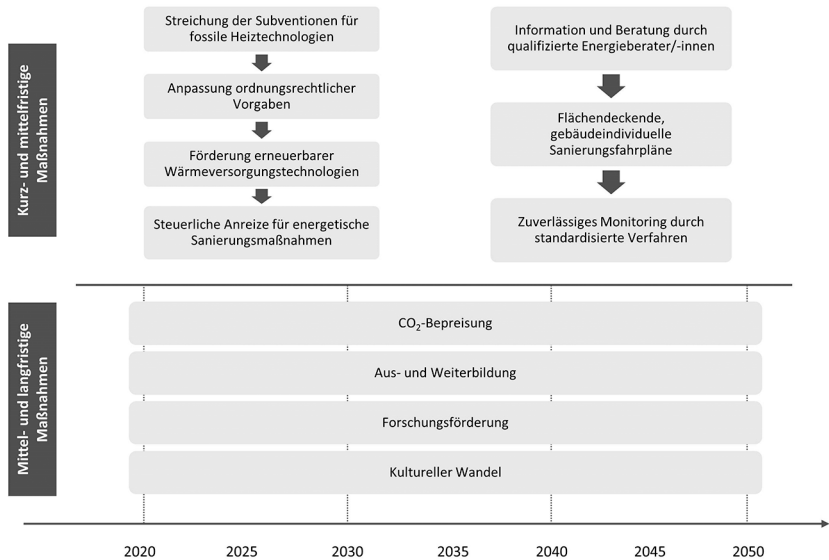 Kurz- und mittelfristige
Maßnahmen
Streichung der Subventionen für
fossile Heiztechnologien
Anpassung ordnungsrechtlicher
Vorgaben
Förderung erneuerbarer
Wärmeversorgungstechnologien
Steuerliche Anreize für energetische
Sanierungsmaßnahmen
Information und Beratung durch
qualifizierte Energieberater/-innen
Flächendeckende,
gebäudeindividuelle
Sanierungsfahrpläne
Zuverlässiges Monitoring durch
standardisierte Verfahren
Mittel- und langfristige
Maßnahmen
CO₂-Bepreisung
Aus- und Weiterbildung
Forschungsförderung
Kultureller Wandel
2020 2025 2030 2035 2040 2045 2050